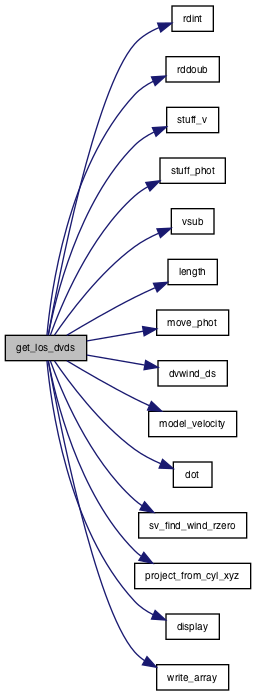 rdint
rddoub
stuff_v
stuff_phot
vsub
length
move_phot
get_los_dvds
dvwind_ds
model_velocity
dot
sv_find_wind_rzero
project_from_cyl_xyz
display
write_array